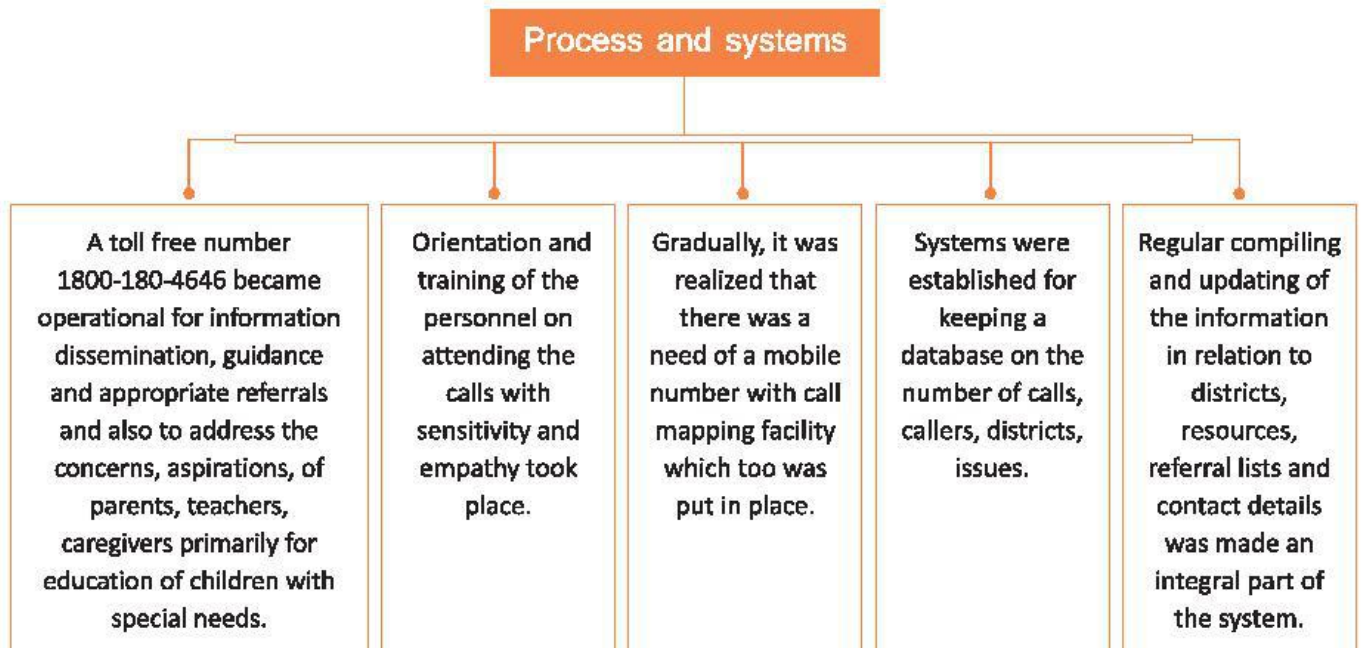 Process and systems
A toll free number
1800-180-4646 became
operational for information
dissemination, guidance
and appropriate referrals
and also to address the
concerns, aspirations, of
parents, teachers,
caregivers primarily for
education of children with
special needs.
Orientation and
training of the
personnel on
attending the
calls with
sensitivity and
empathy took
place.
Gradually, it was
realized that
there was a
need of a mobile
number with call
mapping facility
which too was
put in place.
Systems were
established for
keeping a
database on the
number of calls,
callers, districts,
issues.
Regular compiling
and updating of
the information
in relation to
districts,
resources,
referral lists and
contact details
was made an
integral part of
the system.